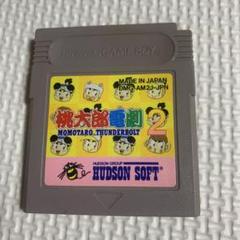 Nintendo GAME BOY
MADE IN JAPAN
DMG-AM2J-JPN
桃太郎電劇2
MOMOTARO THUNDERBOLT
HUDSON GROUP
HUDSON SOFT